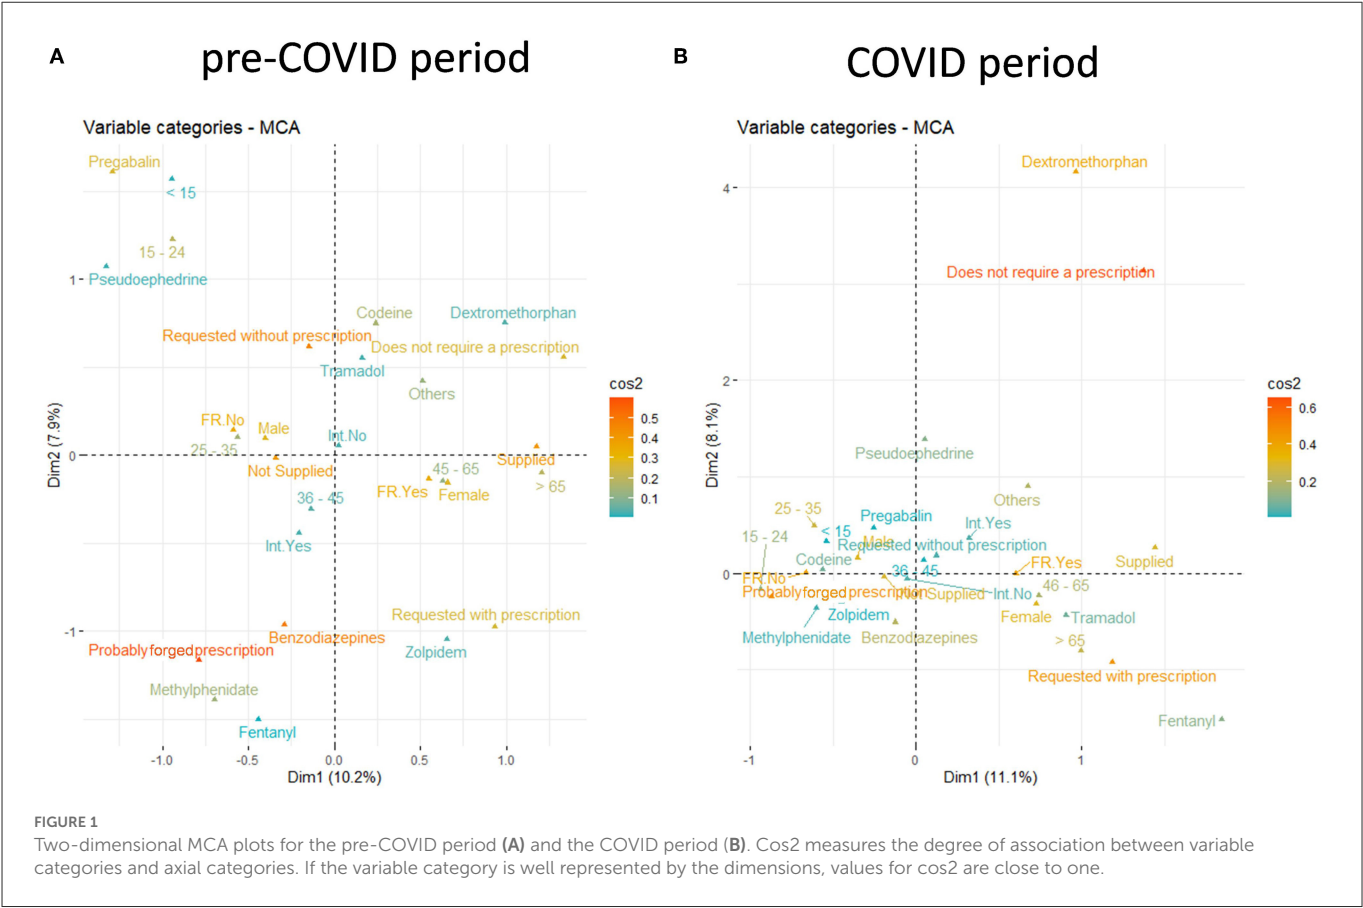 A
pre-COVID period
Variable categories - MCA
Pregabalin
< 15
15 - 24
Pseudoephedrine
Codeine
Dextromethorphan
Requested without prescription
Does not require a prescription
Tramadol
Others
FR.No
Male
Int.No
25 - 35
Not Supplied
Supplied
45 - 65
FR.Yes
Female
> 65
36 - 45
Int.Yes
Requested with prescription
Benzodiazepines
Probably forged prescription
Zolpidem
Methylphenidate
Fentanyl
1
0
-1
Dim2 (7.9%)
-1.0
-0.5
0.0
0.5
1.0
Dim1 (10.2%)
cos2
0.5
0.4
0.3
0.2
0.1
B
COVID period
Variable categories - MCA
Dextromethorphan
Does not require a prescription
Pseudoephedrine
Others
25 - 35
Pregabalin
Int.Yes
< 15
15 - 24
Male
Requested without prescription
Codeine
Supplied
36 - 45
FR.Yes
FR.No
46 - 65
Probably forged prescription
Not Supplied
Int.No
Zolpidem
Female
Tramadol
Methylphenidate
Benzodiazepines
> 65
Requested with prescription
Fentanyl
4
2
0
Dim2 (8.1%)
-1
0
1
Dim1 (11.1%)
cos2
0.6
0.4
0.2
FIGURE 1
Two-dimensional MCA plots for the pre-COVID period (A) and the COVID period (B). Cos2 measures the degree of association between variable
categories and axial categories. If the variable category is well represented by the dimensions, values for cos2 are close to one.